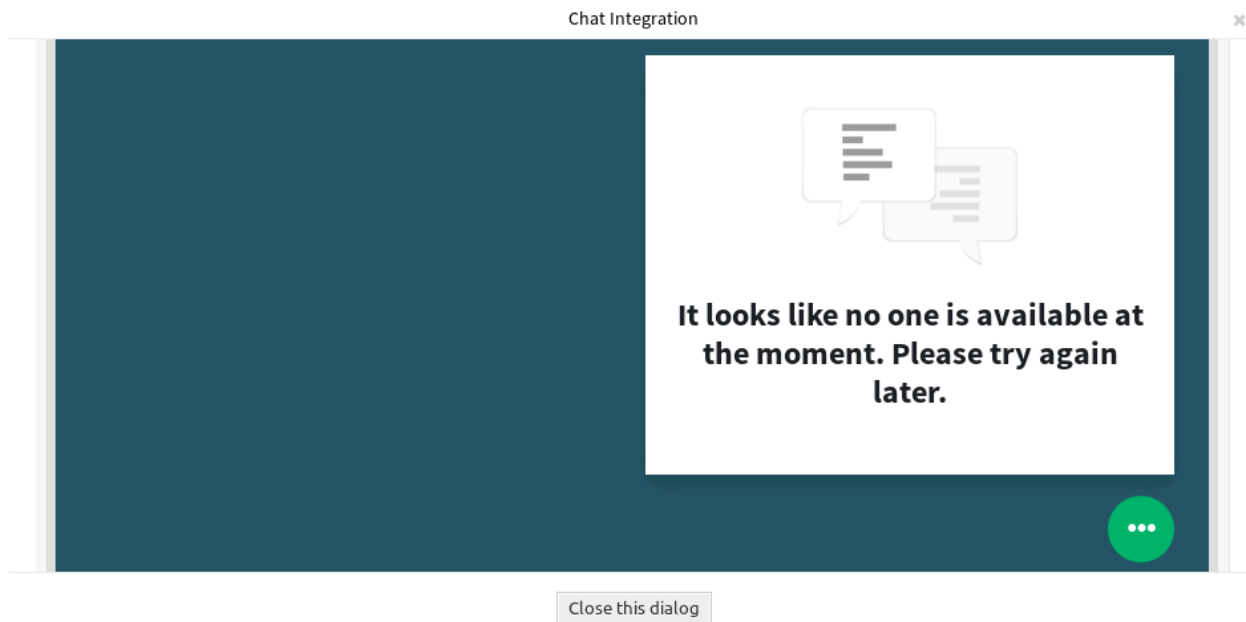 Chat Integration
It looks like no one is available at
the moment. Please try again
later.
Close this dialog